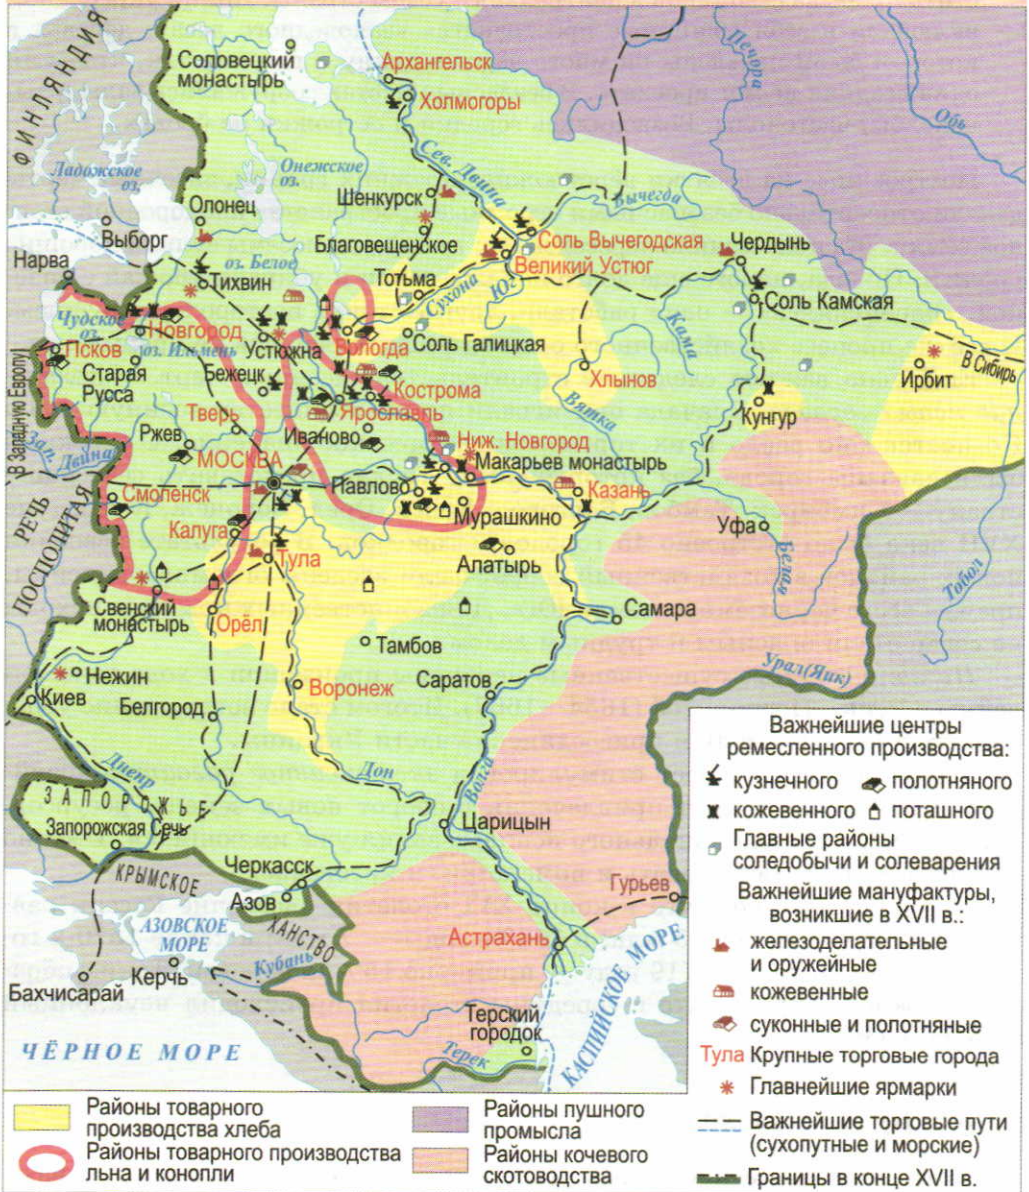 ФИНЛЯНДИЯ
Соловецкий
монастырь
Архангельск
Холмогоры
Печора
Обь
Ладожское
оз.
Онежское
оз.
Сев. Двина
Шенкурск
Вычегда
Олонец
Выборг
Благовещенское
Соль Вычегодская
Великий Устюг
Чердынь
Нарва
оз. Белое
Тихвин
Тотьма
Сухона
Юг
Соль Камская
Чудское
оз.
Новгород
оз. Ильмень
Устюжна
Вологда
Соль Галицкая
Кама
Псков
Старая
Русса
Бежецк
Кострома
Хлынов
Ирбит
В Сибирь
В Западную Европу
Тверь
Ярославль
Вятка
Кунгур
Ржев
Иваново
Ниж. Новгород
Зап. Двина
МОСКВА
Макарьев монастырь
Смоленск
Павлово
Казань
РЕЧЬ
ПОСПОЛИТАЯ
Калуга
Мурашкино
Уфа
Тула
Алатырь
Белая
Тобол
Свенский
монастырь
Орёл
Самара
Тамбов
Урал (Яик)
Нежин
Воронеж
Саратов
Киев
Белгород
Днепр
Дон
Волга
ЗАПОРОЖЬЕ
Запорожская Сечь
Царицын
Черкасск
КРЫМСКОЕ
ХАНСТВО
Азов
Гурьев
АЗОВСКОЕ
МОРЕ
Астрахань
Кубань
Керчь
Бахчисарай
КАСПИЙСКОЕ МОРЕ
Терский
городок
Терек
ЧЁРНОЕ МОРЕ
Важнейшие центры
ремесленного производства:
кузнечного полотняного
кожевенного поташного
Главные районы
соледобычи и солеварения
Важнейшие мануфактуры,
возникшие в XVII в.:
железоделательные
и оружейные
кожевенные
суконные и полотняные
Тула Крупные торговые города
Главнейшие ярмарки
Важнейшие торговые пути
(сухопутные и морские)
Границы в конце XVII в.
Районы товарного
производства хлеба
Районы товарного производства
льна и конопли
Районы пушного
промысла
Районы кочевого
скотоводства